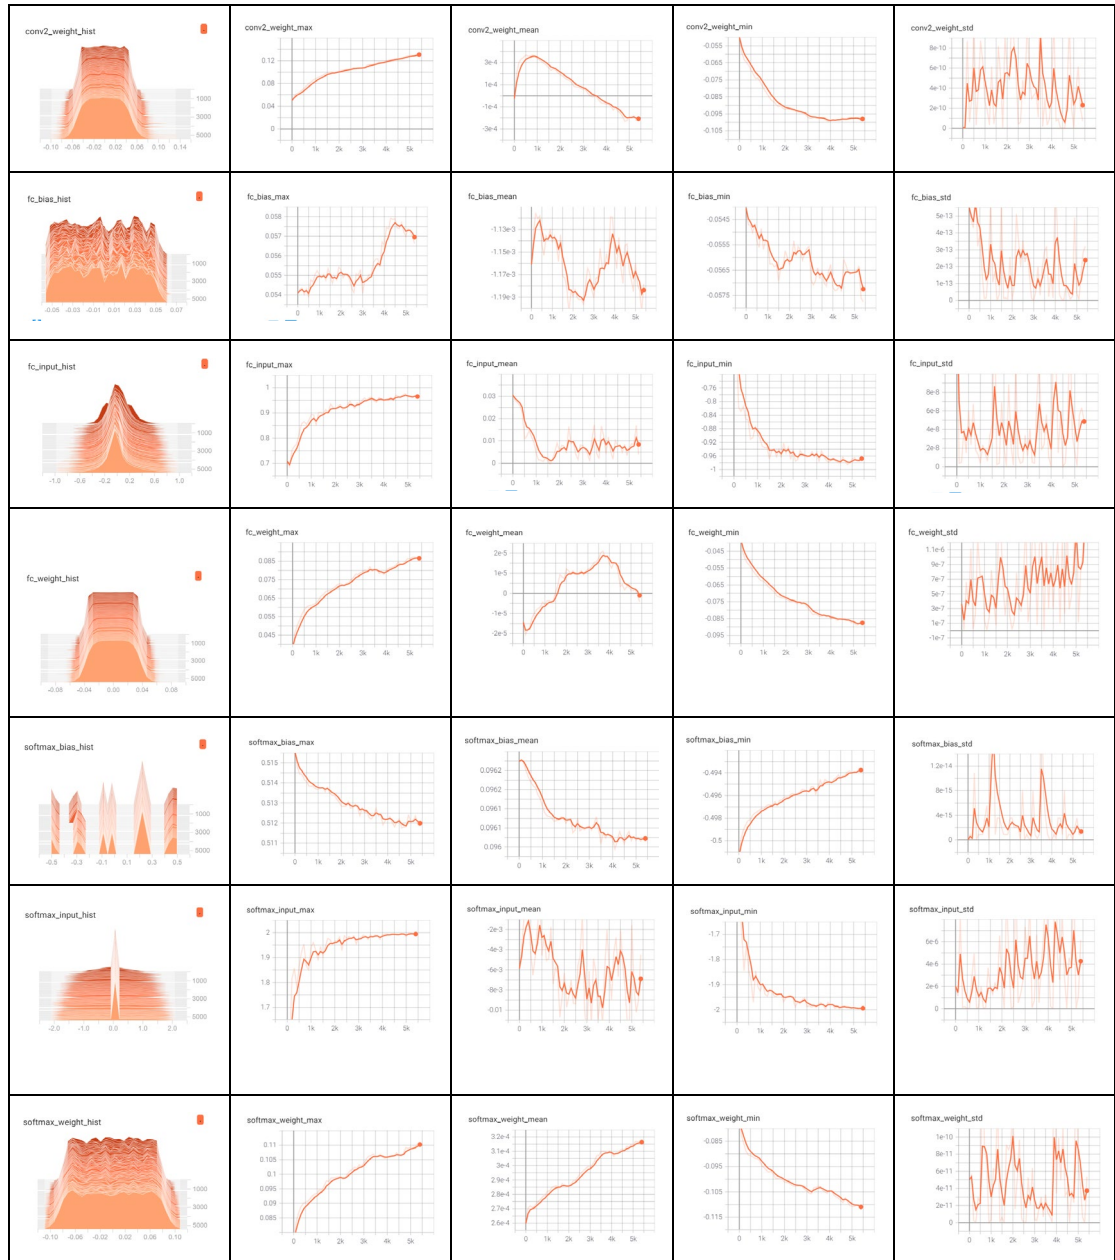 conv2_weight_hist
1000
3000
5000
-0.10 -0.06 -0.02 0.02 0.06 0.10 0.14
conv2_weight_max
0.12
0.08
0.04
0
0 1k 2k 3k 4k 5k
conv2_weight_mean
3e-4
1e-4
-1e-4
-3e-4
0 1k 2k 3k 4k 5k
conv2_weight_min
-0.055
-0.065
-0.075
-0.085
-0.095
-0.105
0 1k 2k 3k 4k 5k
conv2_weight_std
8e-10
6e-10
4e-10
2e-10
0
0 1k 2k 3k 4k 5k
fc_bias_hist
1000
3000
5000
-0.05 -0.03 -0.01 0.01 0.03 0.05 0.07
fc_bias_max
0.058
0.057
0.055
0.054
0 1k 2k 3k 4k 5k
fc_bias_mean
-1.13e-3
-1.15e-3
-1.17e-3
-1.19e-3
0 1k 2k 3k 4k 5k
fc_bias_min
-0.0545
-0.0555
-0.0565
-0.0575
0 1k 2k 3k 4k 5k
fc_bias_std
5e-13
4e-13
3e-13
2e-13
1e-13
0
0 1k 2k 3k 4k 5k
fc_input_hist
1000
3000
5000
-1.0 -0.6 -0.2 0.2 0.6 1.0
fc_input_max
1
0.9
0.8
0.7
0 1k 2k 3k 4k 5k
fc_input_mean
0.03
0.02
0.01
0
0 1k 2k 3k 4k 5k
fc_input_min
-0.76
-0.8
-0.84
-0.88
-0.92
-0.96
-1
0 1k 2k 3k 4k 5k
fc_input_std
8e-8
6e-8
4e-8
2e-8
0
0 1k 2k 3k 4k 5k
fc_weight_hist
1000
3000
5000
-0.08 -0.04 0.00 0.04 0.08
fc_weight_max
0.085
0.075
0.065
0.055
0.045
0 1k 2k 3k 4k 5k
fc_weight_mean
2e-5
1e-5
0
-1e-5
-2e-5
0 1k 2k 3k 4k 5k
fc_weight_min
-0.045
-0.055
-0.065
-0.075
-0.085
-0.095
0 1k 2k 3k 4k 5k
fc_weight_std
1.1e-6
9e-7
7e-7
5e-7
3e-7
1e-7
-1e-7
0 1k 2k 3k 4k 5k
softmax_bias_hist
1000
3000
5000
-0.5 -0.3 -0.1 0.1 0.3 0.5
softmax_bias_max
0.515
0.514
0.513
0.512
0.511
0 1k 2k 3k 4k 5k
softmax_bias_mean
0.0962
0.0962
0.0961
0.0961
0.096
0 1k 2k 3k 4k 5k
softmax_bias_min
-0.494
-0.496
-0.498
-0.5
0 1k 2k 3k 4k 5k
softmax_bias_std
1.2e-14
8e-15
4e-15
0
0 1k 2k 3k 4k 5k
softmax_input_hist
1000
3000
5000
-2.0 -1.0 0.0 1.0 2.0
softmax_input_max
2
1.9
1.8
1.7
0 1k 2k 3k 4k 5k
softmax_input_mean
-2e-3
-4e-3
-6e-3
-8e-3
-0.01
0 1k 2k 3k 4k 5k
softmax_input_min
-1.7
-1.8
-1.9
-2
0 1k 2k 3k 4k 5k
softmax_input_std
6e-6
4e-6
2e-6
0
0 1k 2k 3k 4k 5k
softmax_weight_hist
1000
3000
5000
-0.10 -0.06 -0.02 0.02 0.06 0.10
softmax_weight_max
0.11
0.105
0.1
0.095
0.09
0.085
0 1k 2k 3k 4k 5k
softmax_weight_mean
3.2e-4
3.1e-4
3e-4
2.9e-4
2.8e-4
2.7e-4
2.6e-4
0 1k 2k 3k 4k 5k
softmax_weight_min
-0.085
-0.095
-0.105
-0.115
0 1k 2k 3k 4k 5k
softmax_weight_std
1e-10
8e-11
6e-11
4e-11
2e-11
0
0 1k 2k 3k 4k 5k